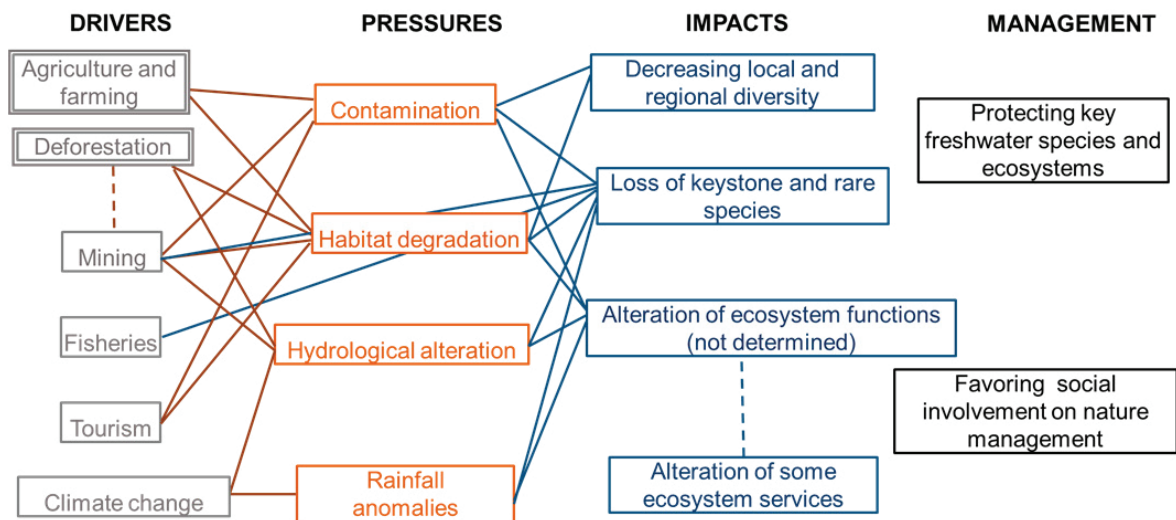 DRIVERS
PRESSURES
IMPACTS
MANAGEMENT
Agriculture and
farming
Deforestation
Mining
Fisheries
Tourism
Climate change
Contamination
Habitat degradation
Hydrological alteration
Rainfall
anomalies
Decreasing local and
regional diversity
Loss of keystone and rare
species
Alteration of ecosystem functions
(not determined)
Alteration of some
ecosystem services
Protecting key
freshwater species and
ecosystems
Favoring social
involvement on nature
management